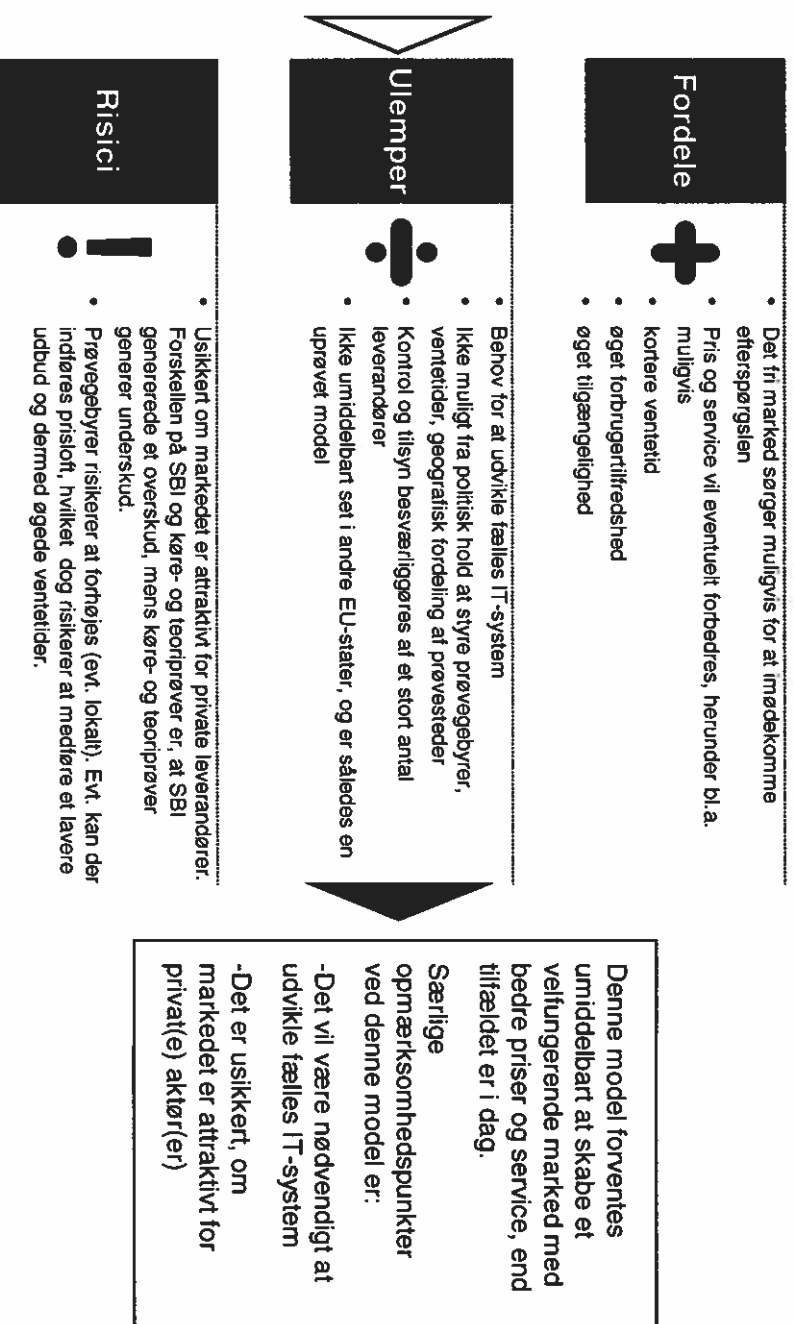 Fordele
• Det fri marked sørger muligvis for at imødekomme
efterspørgslen
• Pris og service vil eventuelt forbedres, herunder bl.a.
muligvis
• kortere ventetid
• øget forbrugertilfredshed
• øget tilgængelighed
Ulemper
• Behov for at udvikle fælles IT-system
• Ikke muligt fra politisk hold at styre prøvegebyrer,
ventetider, geografisk fordeling af prøvesteder
• Kontrol og tilsyn besværliggøres af et stort antal
leverandører
• Ikke umiddelbart set i andre EU-stater, og er således en
uprøvet model
Risici
• Usikkert om markedet er attraktivt for private leverandører.
Forskellen på SBI og køre- og teoriprøver er, at SBI
genererede et overskud, mens køre- og teoriprøver
generer underskud.
• Prøvegebyrer risikerer at forhøjes (evt. lokalt). Evt. kan der
indføres prisloft, hvilket dog risikerer at medføre et lavere
udbud og dermed øgede ventetider.
Denne model forventes
umiddelbart at skabe et
velfungerende marked med
bedre priser og service, end
tilfældet er i dag.
Særlige
opmærksomhedspunkter
ved denne model er:
-Det vil være nødvendigt at
udvikle fælles IT-system
-Det er usikkert, om
markedet er attraktivt for
privat(e) aktør(er)